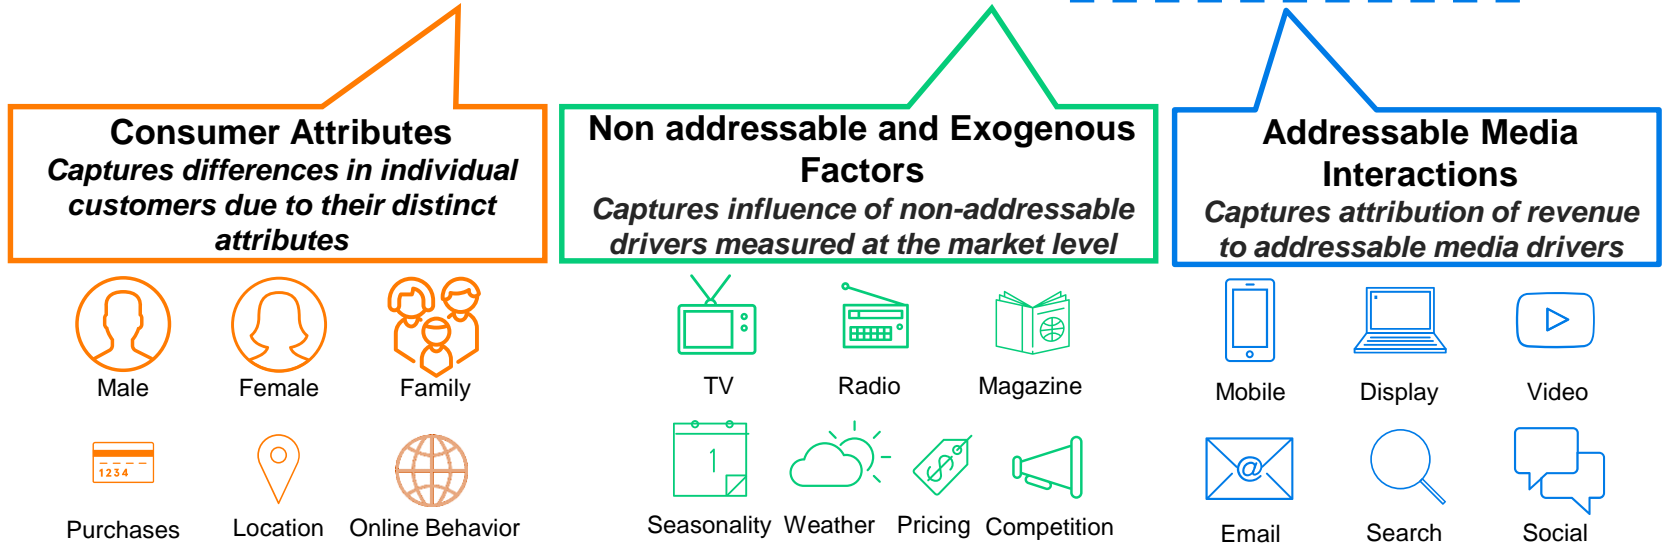 Consumer Attributes
Captures differences in individual
customers due to their distinct
attributes
Non addressable and Exogenous
Factors
Captures influence of non-addressable
drivers measured at the market level
Addressable Media
Interactions
Captures attribution of revenue
to addressable media drivers
Male
Female
Family
1234
Purchases
Location
Online Behavior
TV
Radio
Magazine
1
$
Seasonality
Weather
Pricing
Competition
Mobile
Display
Video
@
Email
Search
Social